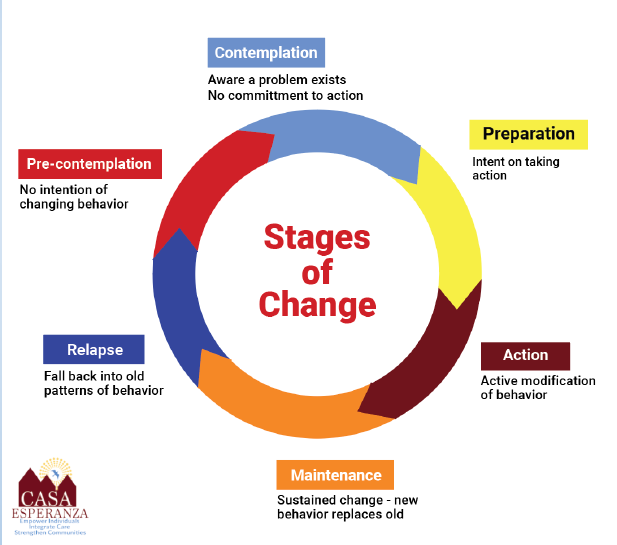 Contemplation
Aware a problem exists
No committment to action
Preparation
Intent on taking
action
Pre-contemplation
No intention of
changing behavior
Stages
of
Change
Relapse
Fall back into old
patterns of behavior
Action
Active modification
of behavior
Maintenance
Sustained change - new
behavior replaces old
CASA
ESPERANZA
Empower Individuals
Integrate Care
Strengthen Communities